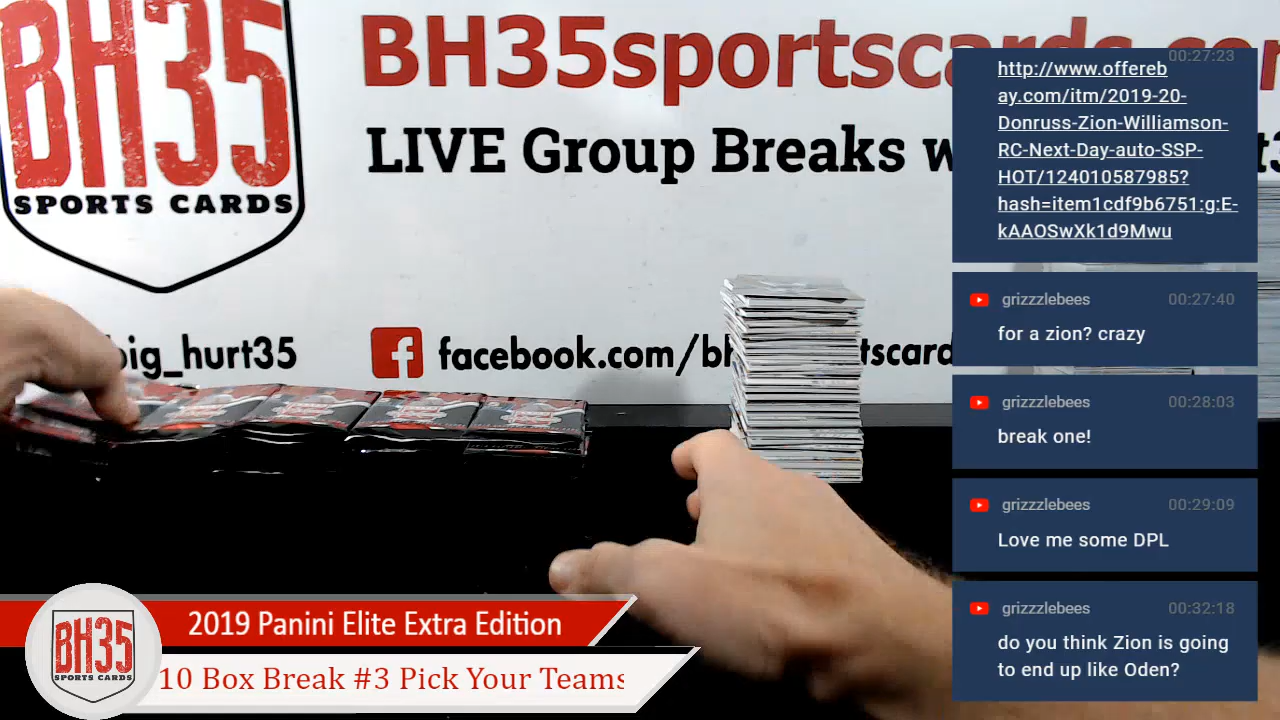 BH35
SPORTS CARDS
BH35sportscards.com
LIVE Group Breaks w
big_hurt35
facebook.com/bh
tscard
00:27:23
http://www.offereb
ay.com/itm/2019-20-
Donruss-Zion-Williamson-
RC-Next-Day-auto-SSP-
HOT/124010587985?
hash=item1cdf9b6751:g:E-
kAAOSwXk1d9Mwu
grizzzlebees 00:27:40
for a zion? crazy
grizzzlebees 00:28:03
break one!
grizzzlebees 00:29:09
Love me some DPL
grizzzlebees 00:32:18
do you think Zion is going
to end up like Oden?
2019 Panini Elite Extra Edition
10 Box Break #3 Pick Your Teams
BH35
SPORTS CARDS